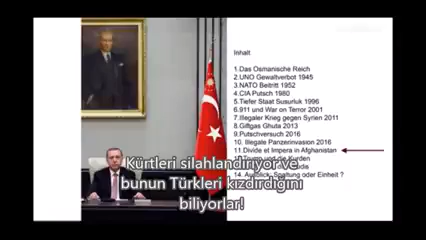 Inhalt
1.Das Osmanische Reich
2.UNO Gewaltverbot 1945
3.NATO Beitritt 1952
4.CIA Putsch 1980
5.Tiefer Staat Susurluk 1996
6.911 und War on Terror 2001
7.Illegaler Krieg gegen Syrien 2011
8.Giftgas Ghuta 2013
9.Putschversuch 2016
10. Illegale Panzerinvasion 2016
11.Divide et Impera in Afghanistan
Kurden
14. Ausblick: Spaltung oder Einheit ?
Kürtleri silahlandırıyor ve
bunun Türkleri kızdırdığını
biliyorlar!